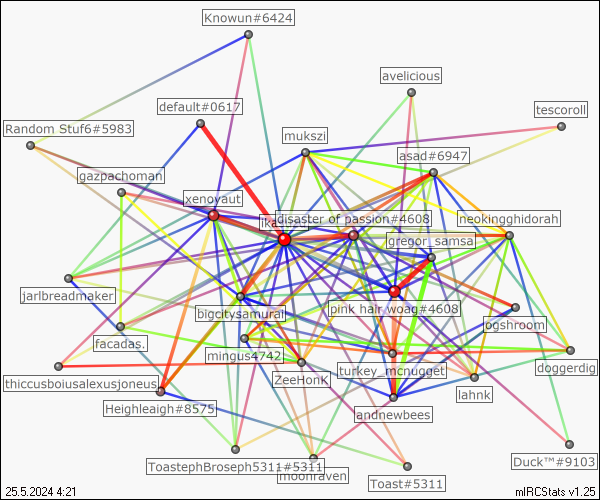 Knowun#6424
avelicious
default#0617
tescoroll
Random Stuf6#5983
mukszi
asad#6947
gazpachoman
xenoyaut
disaster of passion#4608
neokingghidorah
gregor_samsa
jarlbreadmaker
bigcitysamurai
pink hair woag#4608
ogshroom
facadas.
mingus4742
turkey_mcnugget
doggerdig
thiccusboiusalexusjoneus
ZeeHonK
lahnk
Heighleigh#8575
andnewbees
ToastephBroseph5311#5311
moonraven
Toast#5311
Duck™#9103
25.5.2024 4:21
mIRCStats v1.25